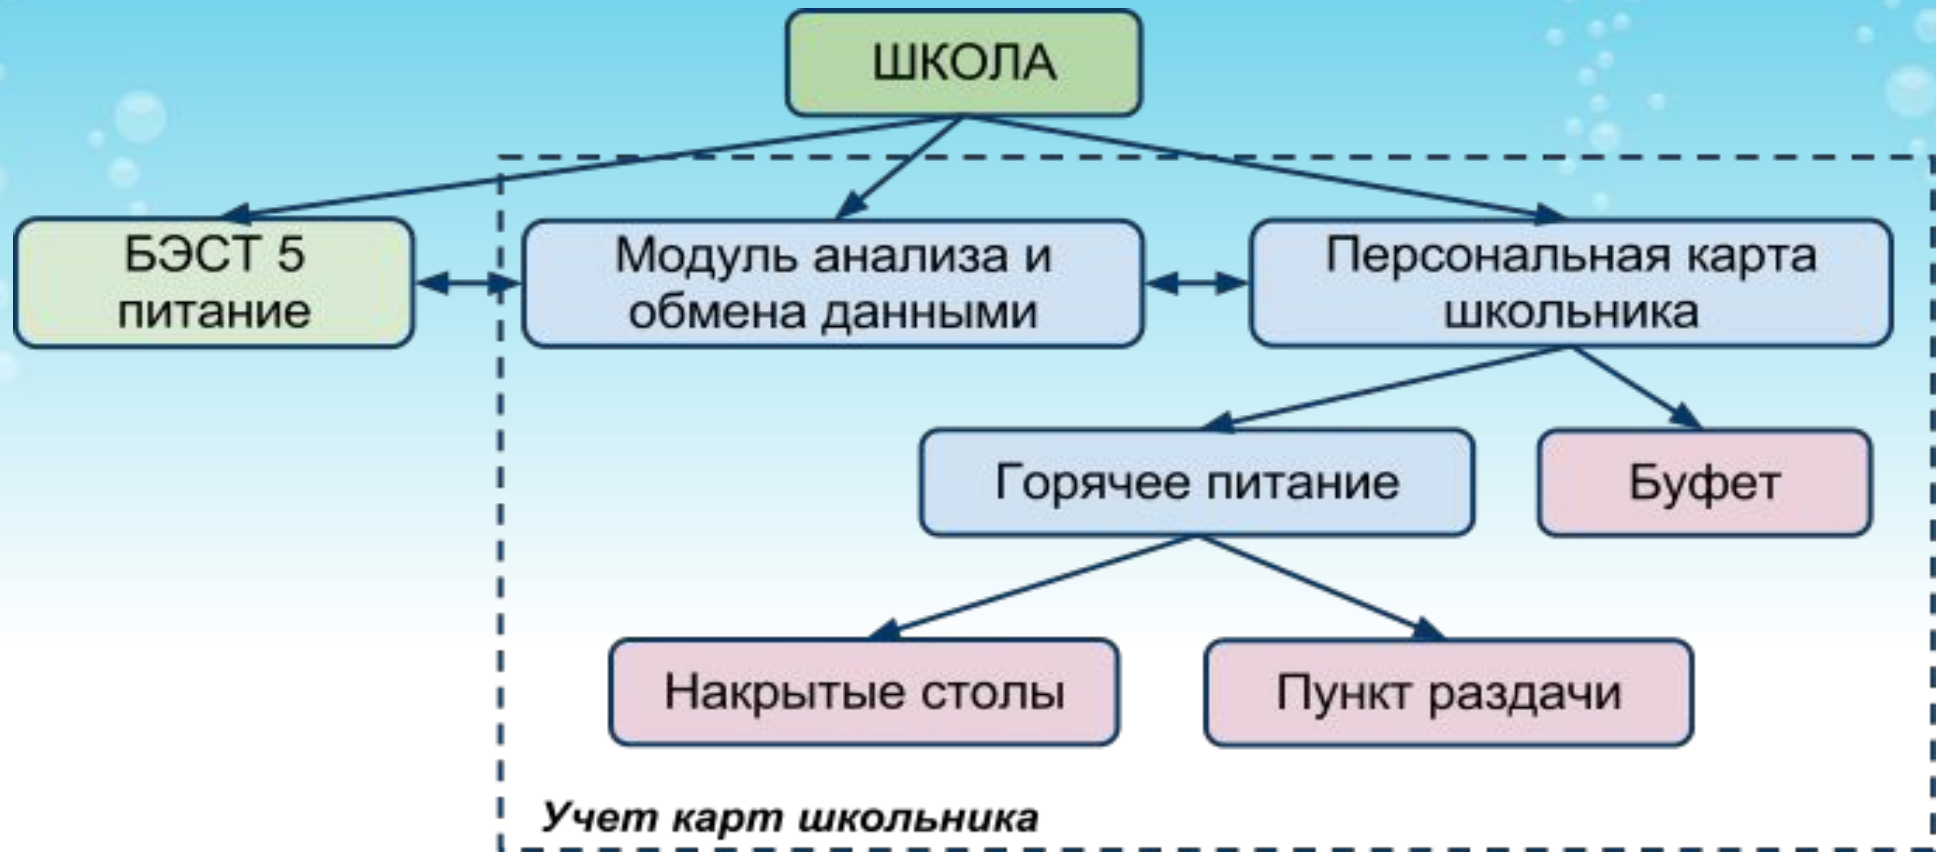 ШКОЛА
БЭСТ 5
питание
Модуль анализа и
обмена данными
Персональная карта
школьника
Горячее питание
Буфет
Накрытые столы
Пункт раздачи
Учет карт школьника